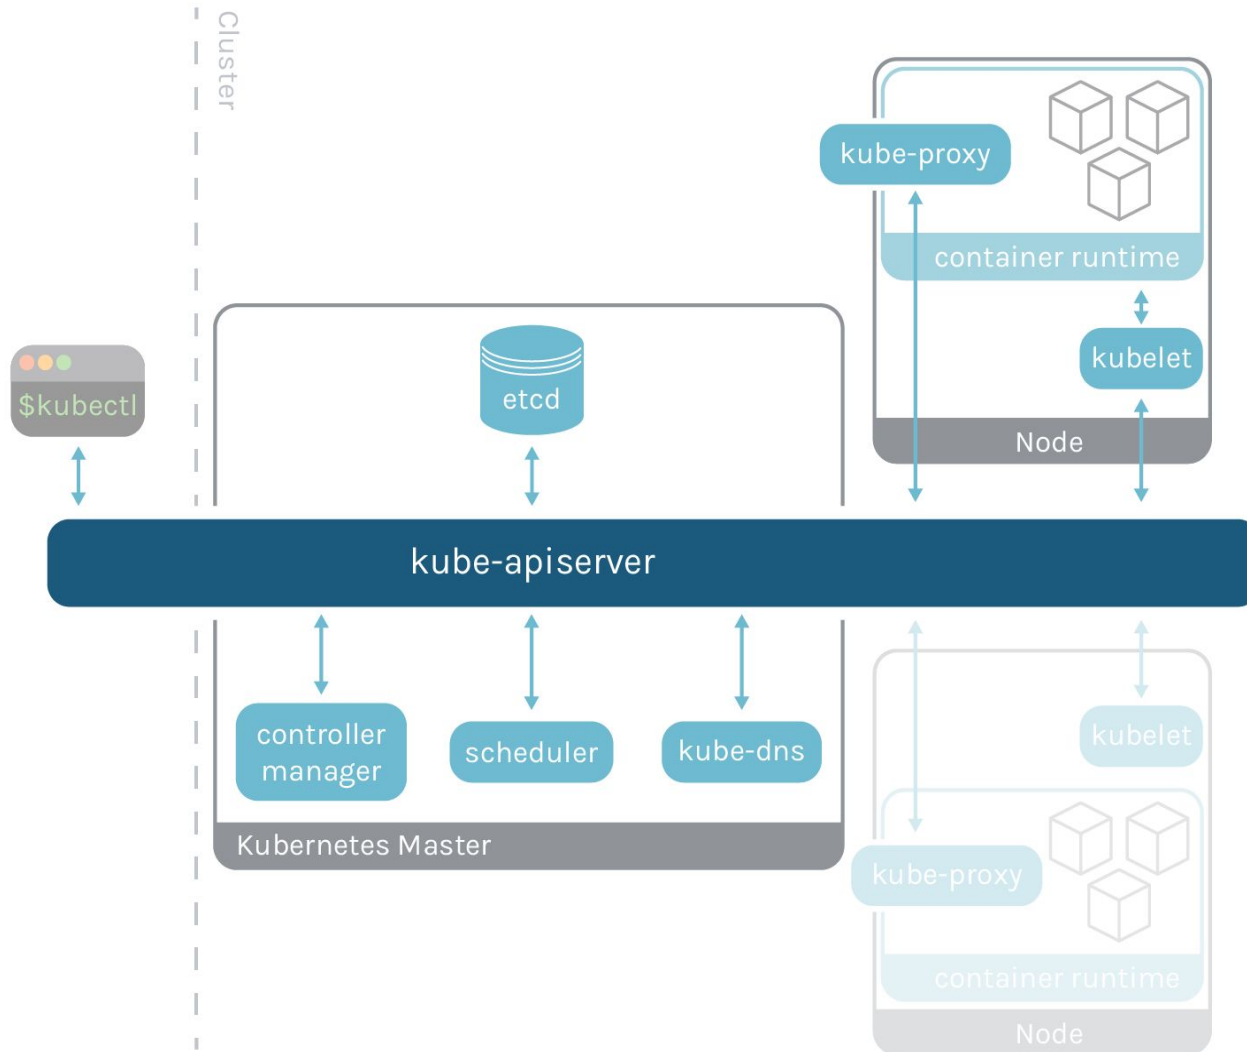 Cluster
kube-proxy
container runtime
kubelet
Node
$kubectl
etcd
kube-apiserver
controller
manager
scheduler
kube-dns
Kubernetes Master
kubelet
kube-proxy
container runtime
Node